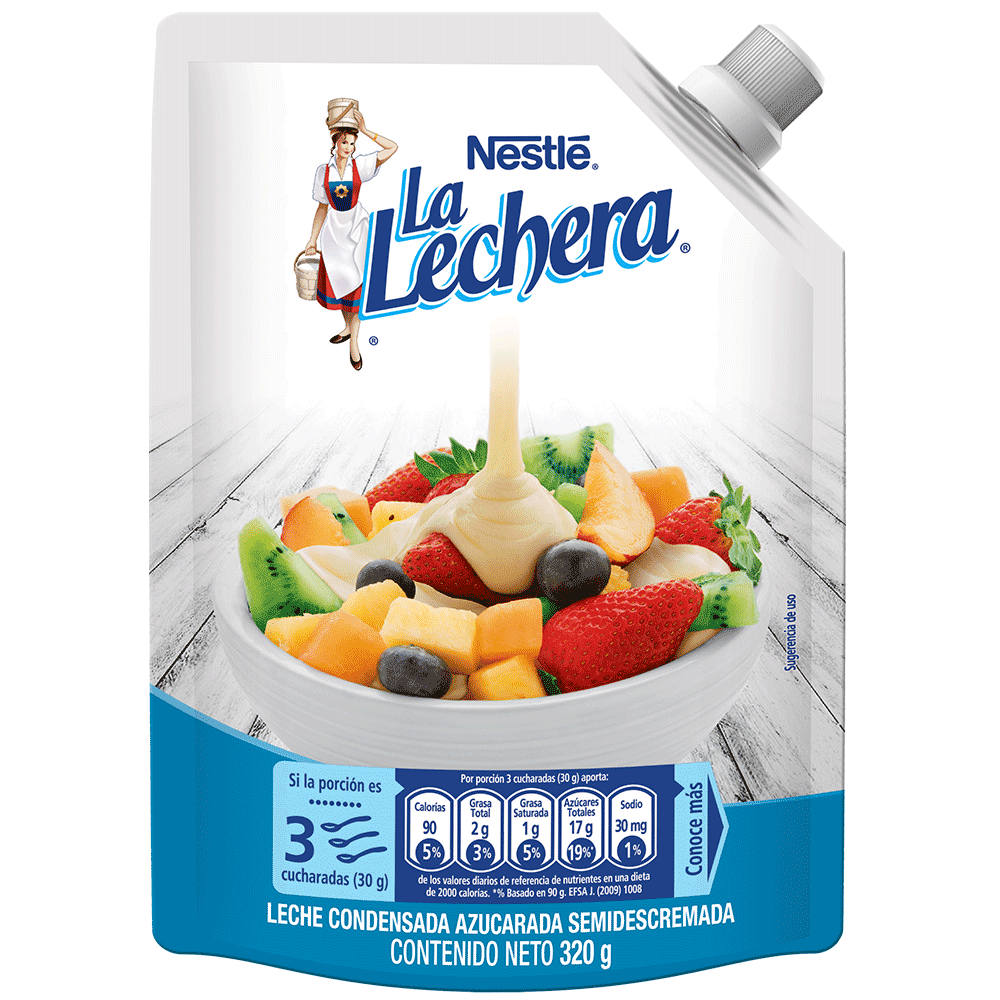 Nestlé®
La
Lechera®
®
Sugerencia de uso
Si la porción es
3
cucharadas (30 g)
Por porción 3 cucharadas (30 g) aporta:
Calorías
90
5%
Grasa
Total
2 g
3%
Grasa
Saturada
1 g
5%
Azúcares
Totales
17 g
19%*
Sodio
30 mg
1%
de los valores diarios de referencia de nutrientes en una dieta
de 2000 calorías. *% Basado en 90 g. EFSA J. (2009) 1008
Conoce más
LECHE CONDENSADA AZUCARADA SEMIDESCREMADA
CONTENIDO NETO 320 g